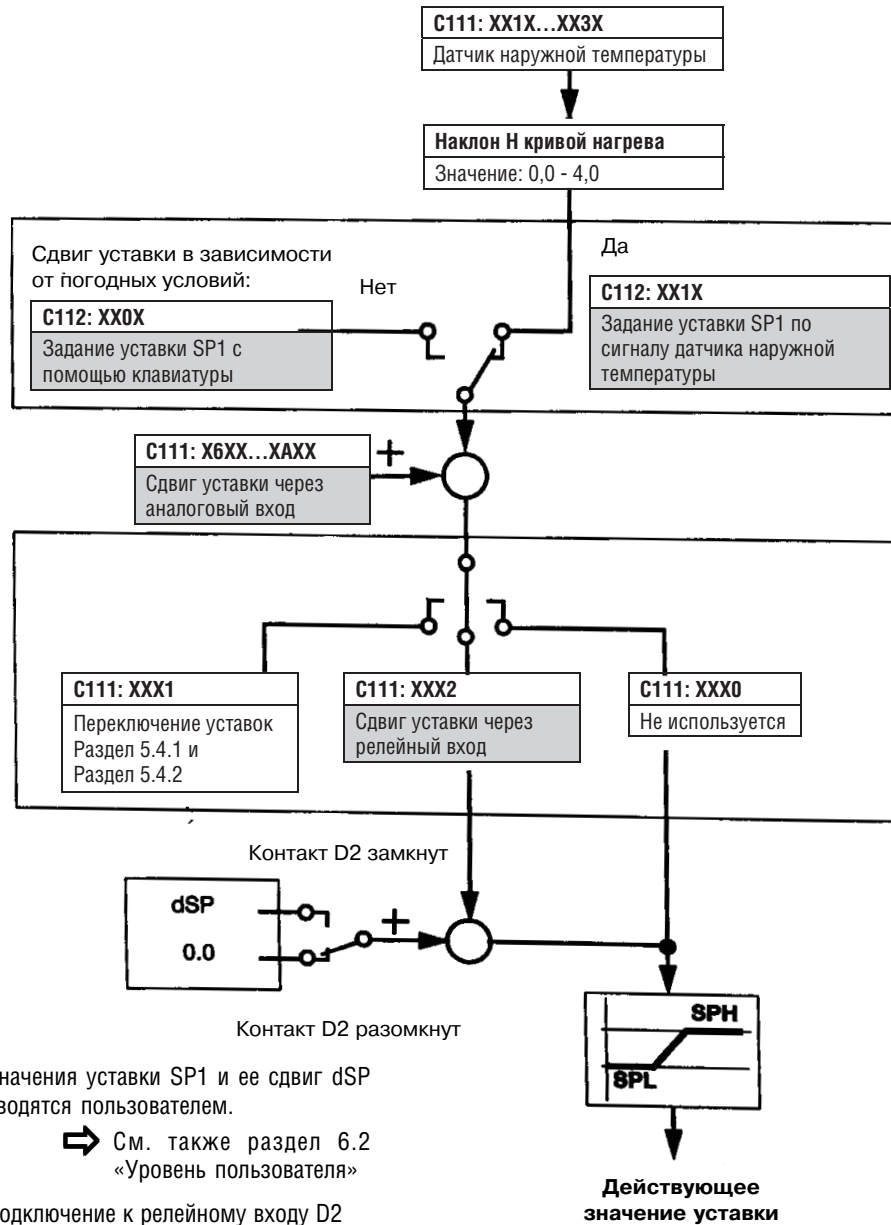 C111: XX1X...XX3X
Датчик наружной температуры
Наклон Н кривой нагрева
Значение: 0,0 - 4,0
Сдвиг уставки в зависимости
от погодных условий:
Нет
Да
C112: XX0X
Задание уставки SP1 с
помощью клавиатуры
C112: XX1X
Задание уставки SP1 по
сигналу датчика наружной
температуры
C111: X6XX...XAXX
Сдвиг уставки через
аналоговый вход
+
C111: XXX1
Переключение уставок
Раздел 5.4.1 и
Раздел 5.4.2
C111: XXX2
Сдвиг уставки через
релейный вход
C111: XXX0
Не используется
Контакт D2 замкнут
dSP
0.0
+
Контакт D2 разомкнут
SPH
SPL
начения уставки SP1 и ее сдвиг dSP
водятся пользователем.
См. также раздел 6.2
«Уровень пользователя»
одключение к релейному входу D2
Действующее
значение уставки